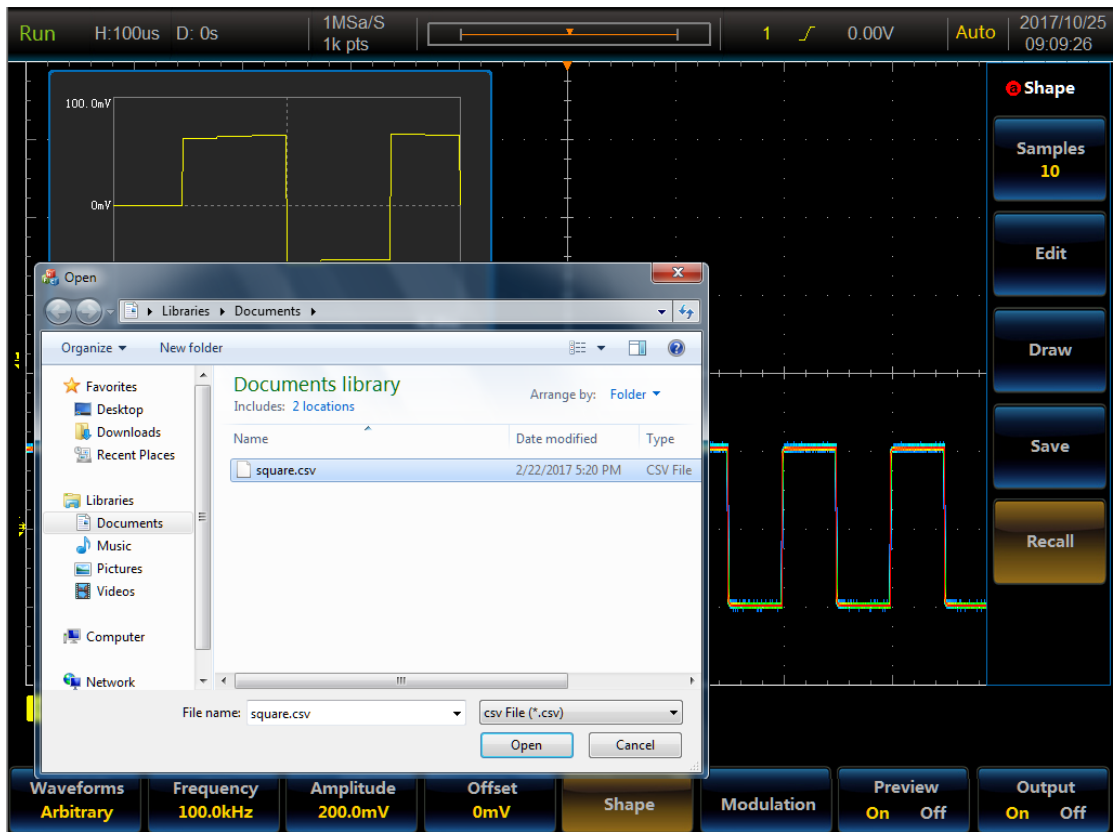 Run H:100us D: 0s 1MSa/S 1k pts 1 0.00V Auto 2017/10/25 09:09:26
100.0mV
0mV
a Shape
Samples
10
Edit
Draw
Save
Recall
Open
Libraries Documents
Organize New folder
Favorites
Desktop
Downloads
Recent Places
Libraries
Documents
Music
Pictures
Videos
Computer
Network
Documents library
Includes: 2 locations
Arrange by: Folder
Name Date modified Type
square.csv 2/22/2017 5:20 PM CSV File
File name: square.csv csv File (*.csv)
Open Cancel
Waveforms Frequency Amplitude Offset Shape Modulation Preview Output
Arbitrary 100.0kHz 200.0mV 0mV On Off On Off